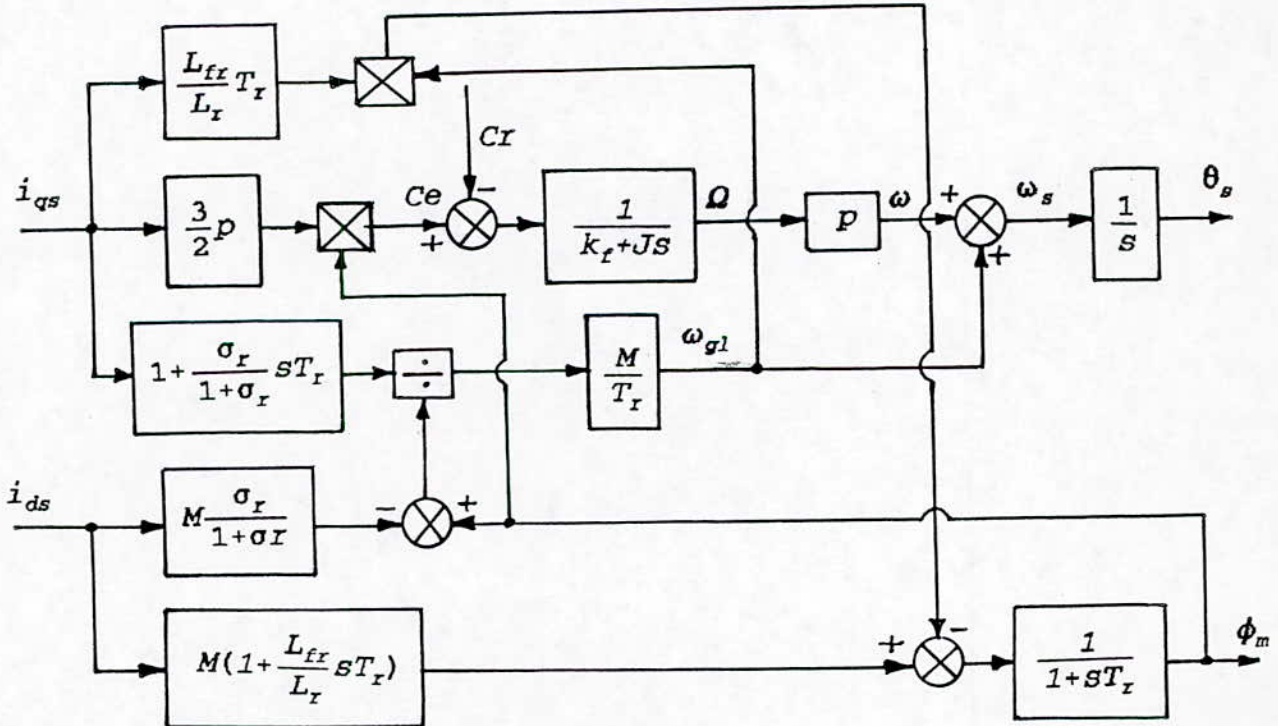 L_fr / L_r T_r
Cr
-
i_qs
3/2 p
Ce
+
1 / k_f+Js
Ω
p
ω
+
ω_s
+
1 / s
θ_s
1+ σ_r / 1+σ_r sT_r
÷
M / T_r
ω_gl
i_ds
M σ_r / 1+σr
-
+
M(1+ L_fr / L_r sT_r)
+
-
1 / 1+sT_r
ϕ_m